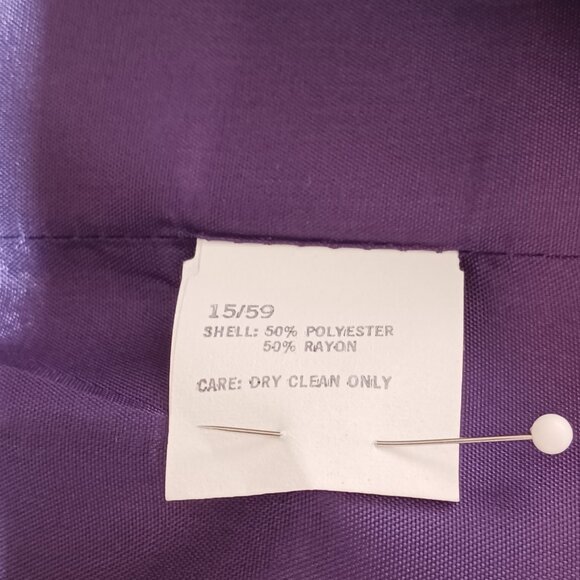 15/59
SHELL: 50% POLYESTER
50% RAYON
CARE: DRY CLEAN ONLY